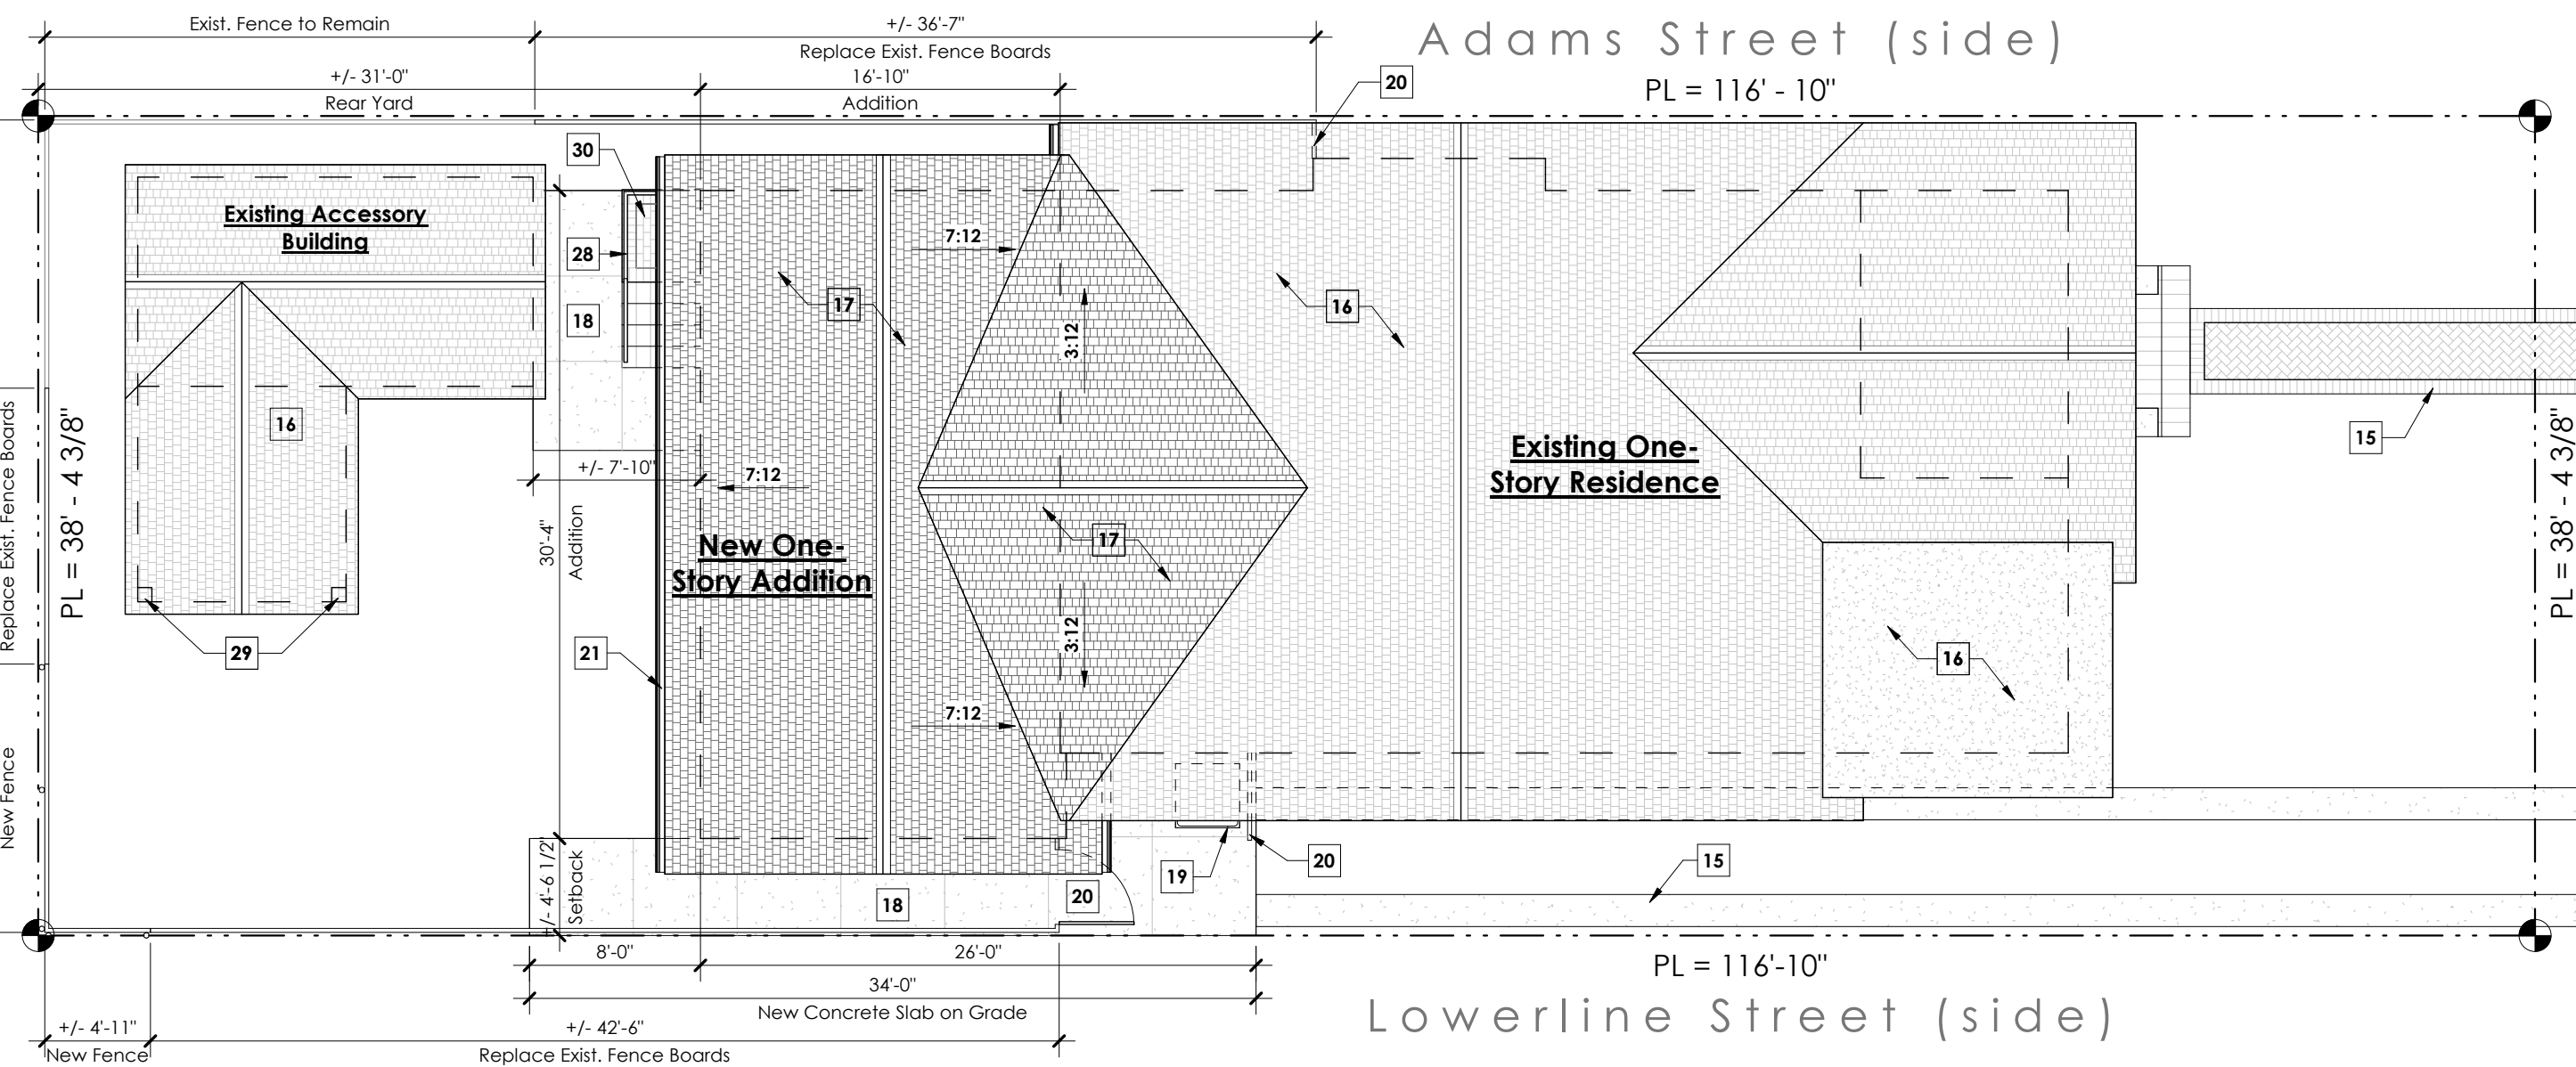 Exist. Fence to Remain
+/- 36'-7"
Replace Exist. Fence Boards
Adams Street (side)
+/- 31'-0"
Rear Yard
16'-10"
Addition
20
PL = 116' - 10"
30
Existing Accessory
Building
28
18
7:12
17
3:12
16
16
15
Replace Exist. Fence Boards
PL = 38' - 4 3/8"
PL = 38' - 4 3/8"
+/- 7'-10"
7:12
Existing One-
Story Residence
30'-4"
Addition
New One-
Story Addition
17
3:12
29
21
16
7:12
New Fence
+/- 4'-6 1/2"
Setback
18
20
19
20
15
8'-0"
26'-0"
PL = 116'-10"
34'-0"
New Concrete Slab on Grade
Lowerline Street (side)
+/- 4'-11"
New Fence
+/- 42'-6"
Replace Exist. Fence Boards